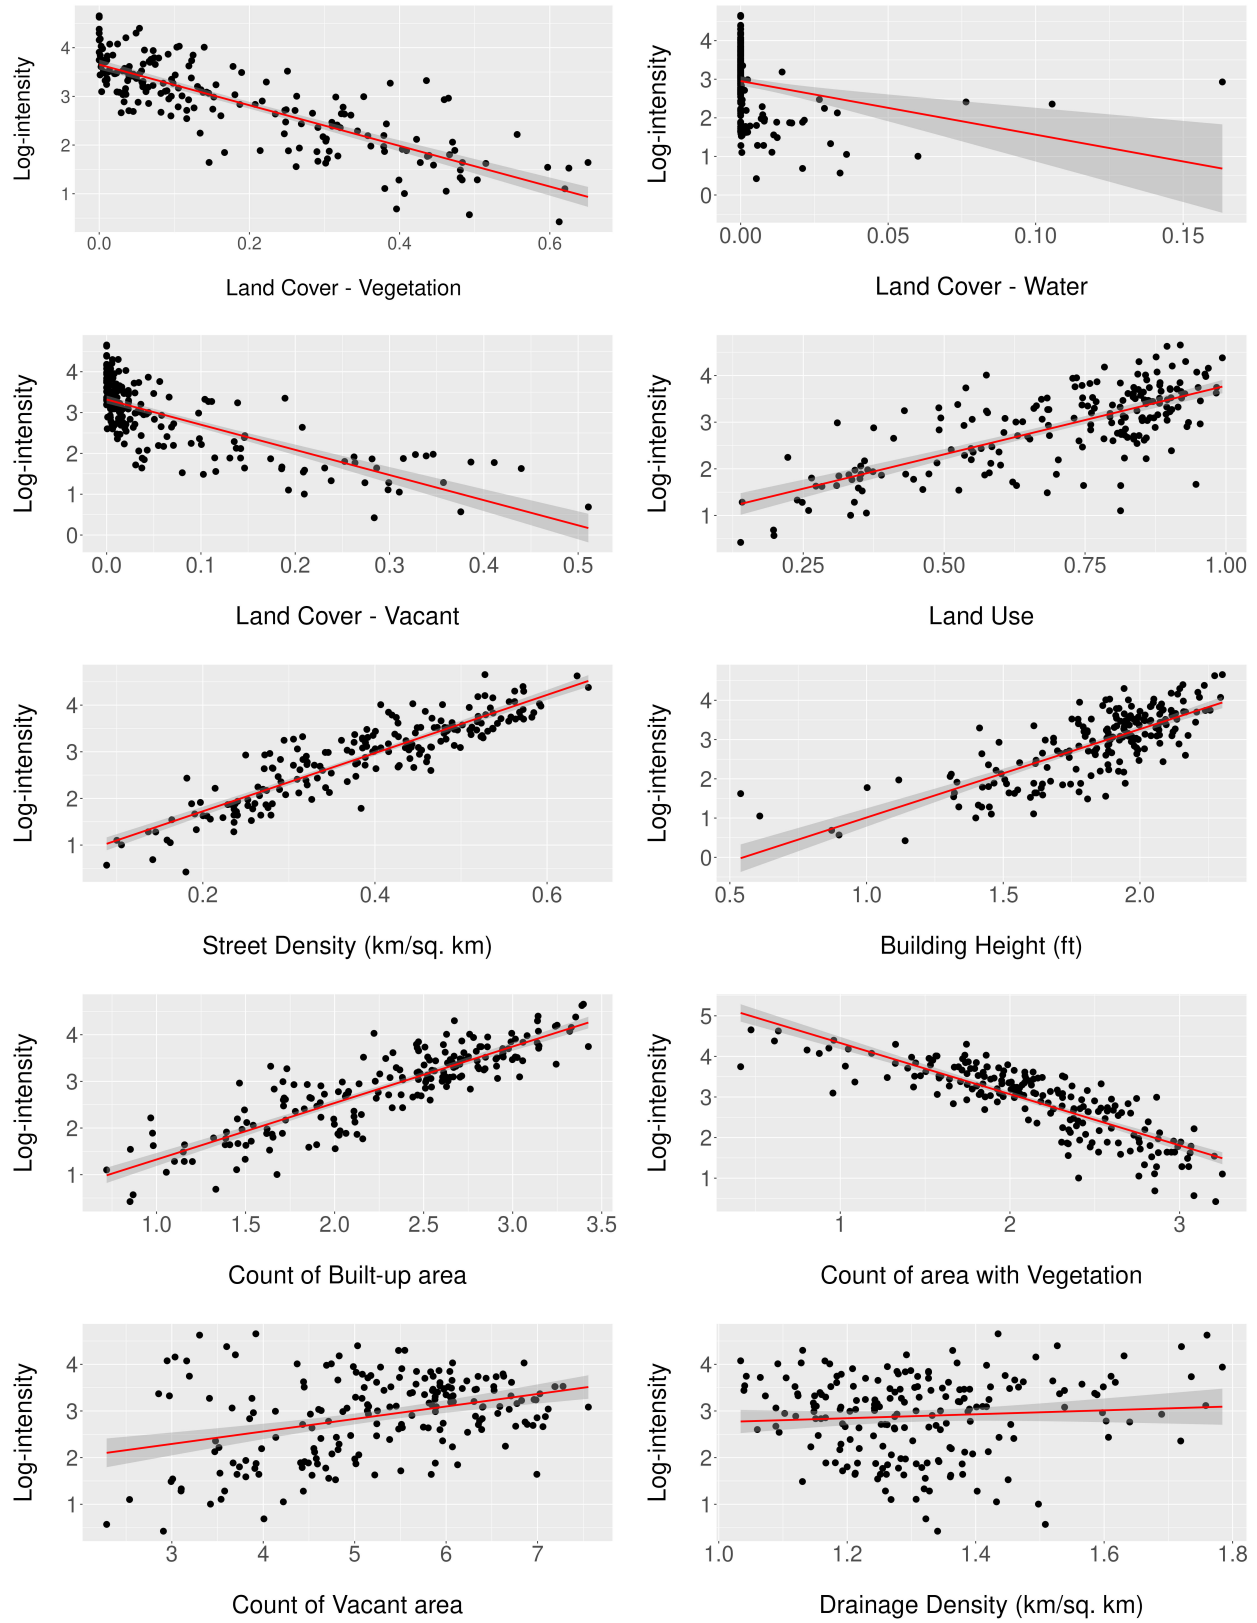 Log-intensity
4
3
2
1
0.0 0.2 0.4 0.6
Land Cover - Vegetation
Log-intensity
4
3
2
1
0
0.00 0.05 0.10 0.15
Land Cover - Water
Log-intensity
4
3
2
1
0
0.0 0.1 0.2 0.3 0.4 0.5
Land Cover - Vacant
Log-intensity
4
3
2
1
0.25 0.50 0.75 1.00
Land Use
Log-intensity
4
3
2
1
0.2 0.4 0.6
Street Density (km/sq. km)
Log-intensity
4
3
2
1
0
0.5 1.0 1.5 2.0
Building Height (ft)
Log-intensity
4
3
2
1
1.0 1.5 2.0 2.5 3.0 3.5
Count of Built-up area
Log-intensity
5
4
3
2
1
1 2 3
Count of area with Vegetation
Log-intensity
4
3
2
1
3 4 5 6 7
Count of Vacant area
Log-intensity
4
3
2
1
1.0 1.2 1.4 1.6 1.8
Drainage Density (km/sq. km)